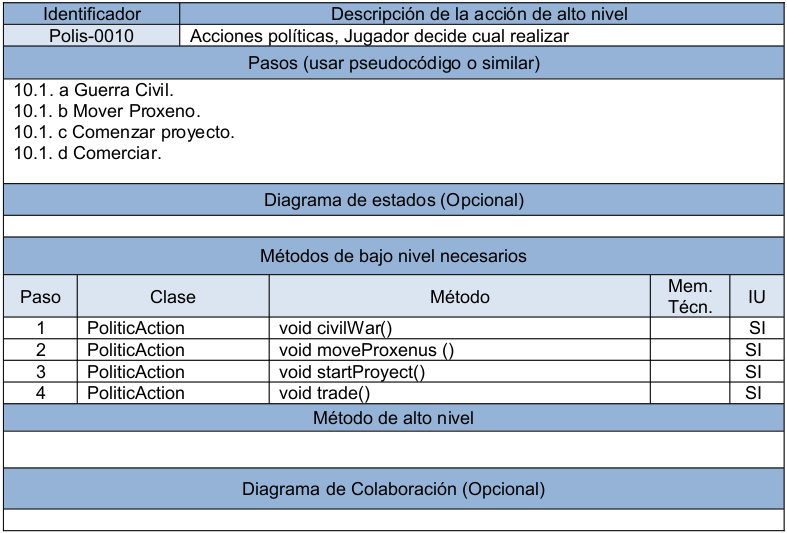 Identificador Descripción de la acción de alto nivel
Polis-0010 Acciones políticas, Jugador decide cual realizar
Pasos (usar pseudocódigo o similar)
10.1. a Guerra Civil.
10.1. b Mover Proxeno.
10.1. c Comenzar proyecto.
10.1. d Comerciar.
Diagrama de estados (Opcional)
Métodos de bajo nivel necesarios
Paso Clase Método Mem. Técn. IU
1 PoliticAction void civilWar() SI
2 PoliticAction void moveProxenus () SI
3 PoliticAction void startProyect() SI
4 PoliticAction void trade() SI
Método de alto nivel
Diagrama de Colaboración (Opcional)